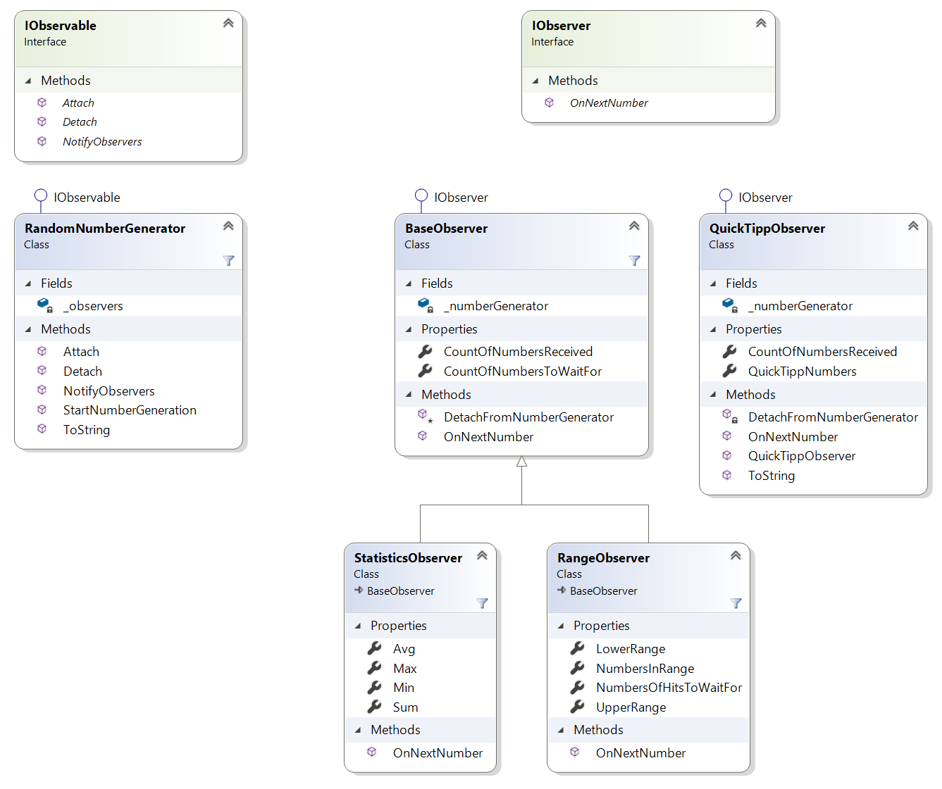 IObservable
Interface
Methods
Attach
Detach
NotifyObservers
IObserver
Interface
Methods
OnNextNumber
IObservable
RandomNumberGenerator
Class
Fields
_observers
Methods
Attach
Detach
NotifyObservers
StartNumberGeneration
ToString
IObserver
BaseObserver
Class
Fields
_numberGenerator
Properties
CountOfNumbersReceived
CountOfNumbersToWaitFor
Methods
DetachFromNumberGenerator
OnNextNumber
IObserver
QuickTippObserver
Class
Fields
_numberGenerator
Properties
CountOfNumbersReceived
QuickTippNumbers
Methods
DetachFromNumberGenerator
OnNextNumber
QuickTippObserver
ToString
StatisticsObserver
Class
BaseObserver
Properties
Avg
Max
Min
Sum
Methods
OnNextNumber
RangeObserver
Class
BaseObserver
Properties
LowerRange
NumbersInRange
NumbersOfHitsToWaitFor
UpperRange
Methods
OnNextNumber